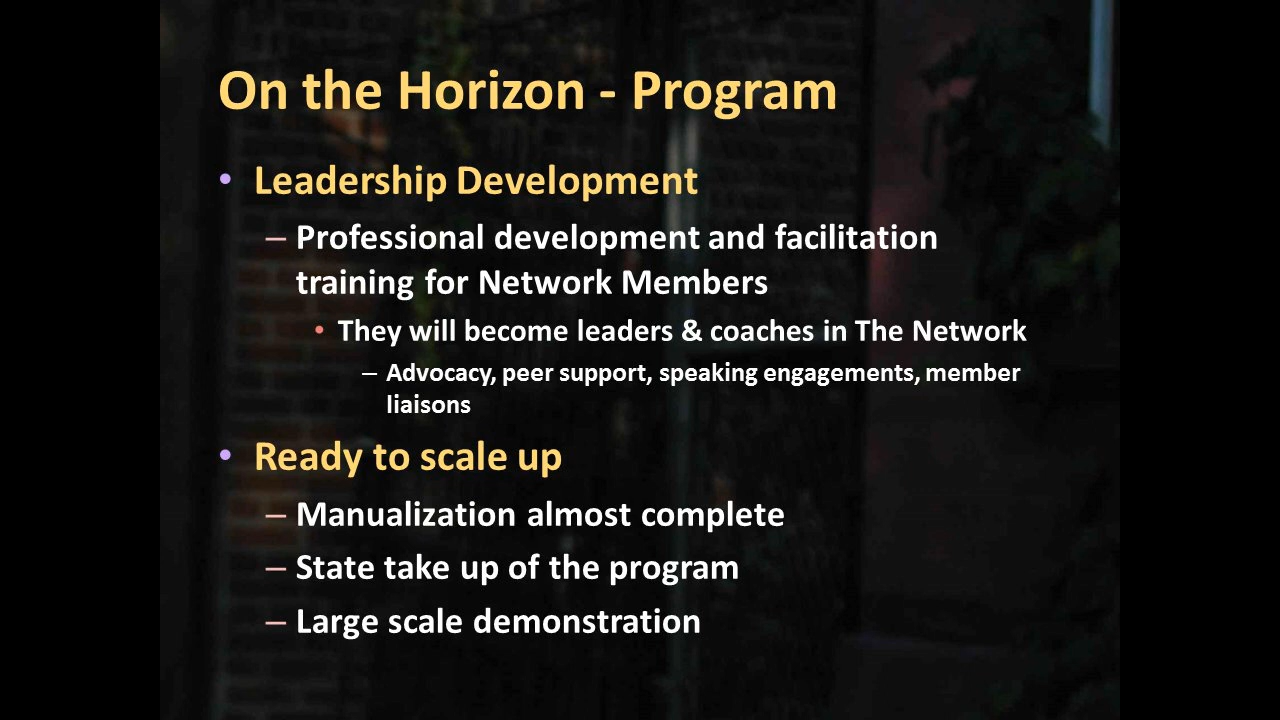 On the Horizon - Program
• Leadership Development
– Professional development and facilitation
training for Network Members
• They will become leaders & coaches in The Network
– Advocacy, peer support, speaking engagements, member
liaisons
• Ready to scale up
– Manualization almost complete
– State take up of the program
– Large scale demonstration